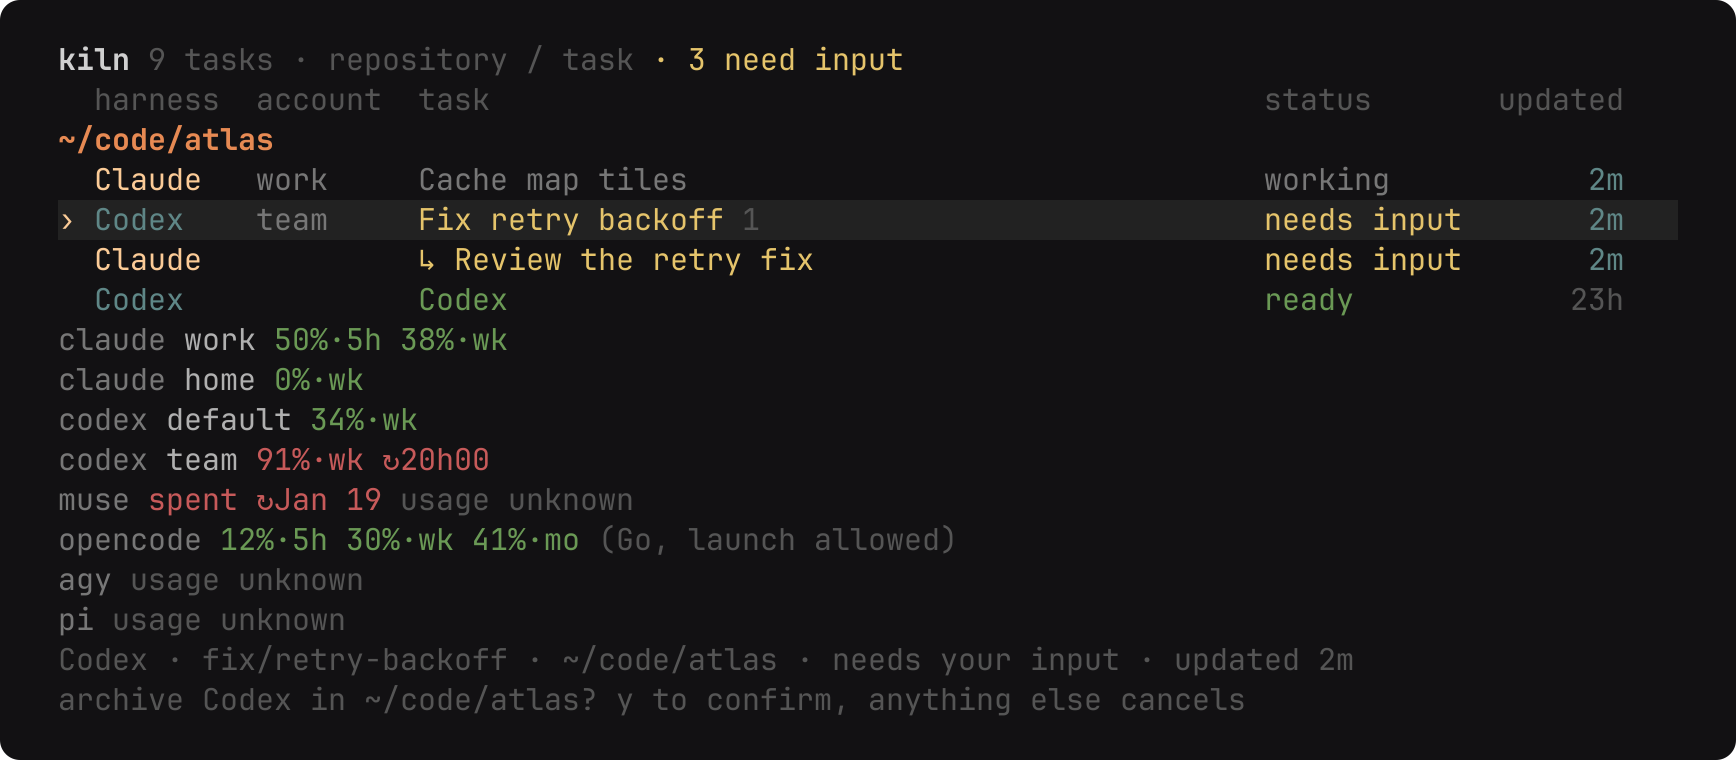 kiln 9 tasks · repository / task · 3 need input
harness account task status updated
~/code/atlas
Claude work Cache map tiles working 2m
› Codex team Fix retry backoff 1 needs input 2m
Claude ↳ Review the retry fix needs input 2m
Codex Codex ready 23h
claude work 50%·5h 38%·wk
claude home 0%·wk
codex default 34%·wk
codex team 91%·wk ↻20h00
muse spent ↻Jan 19 usage unknown
opencode 12%·5h 30%·wk 41%·mo (Go, launch allowed)
agy usage unknown
pi usage unknown
Codex · fix/retry-backoff · ~/code/atlas · needs your input · updated 2m
archive Codex in ~/code/atlas? y to confirm, anything else cancels